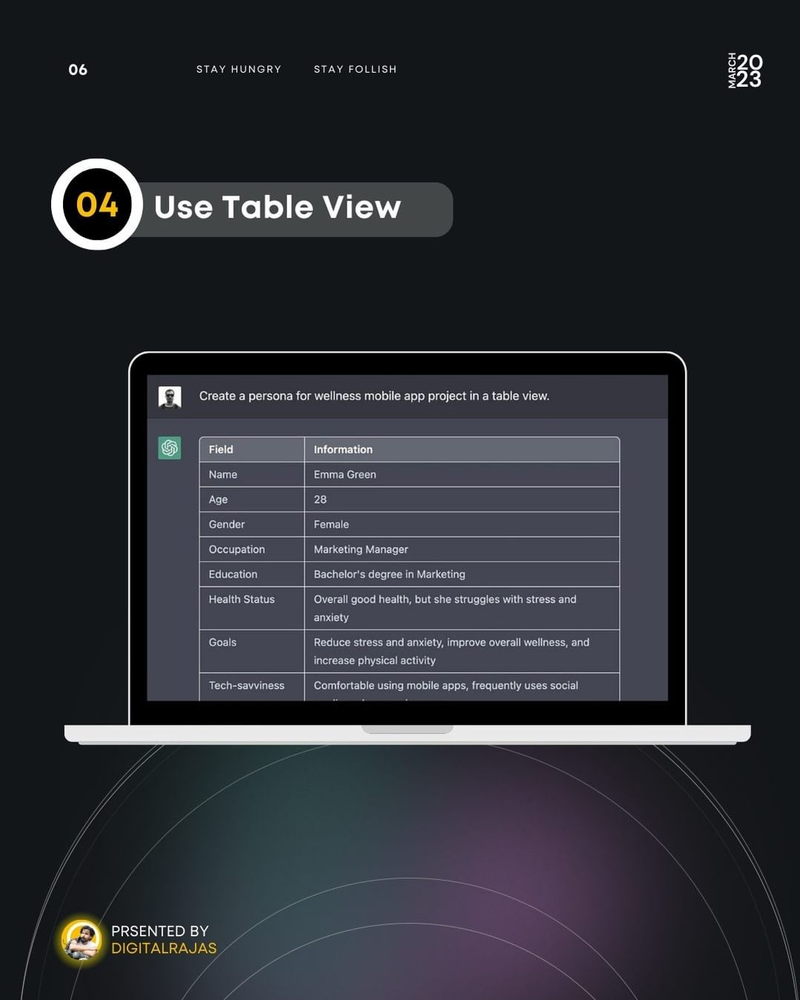 06
STAY HUNGRY
STAY FOLLISH
MARCH
20
23
04
Use Table View
Create a persona for wellness mobile app project in a table view.
Field Information
Name Emma Green
Age 28
Gender Female
Occupation Marketing Manager
Education Bachelor's degree in Marketing
Health Status Overall good health, but she struggles with stress and
anxiety
Goals Reduce stress and anxiety, improve overall wellness, and
increase physical activity
Tech-savviness Comfortable using mobile apps, frequently uses social
PRSENTED BY
DIGITALRAJAS